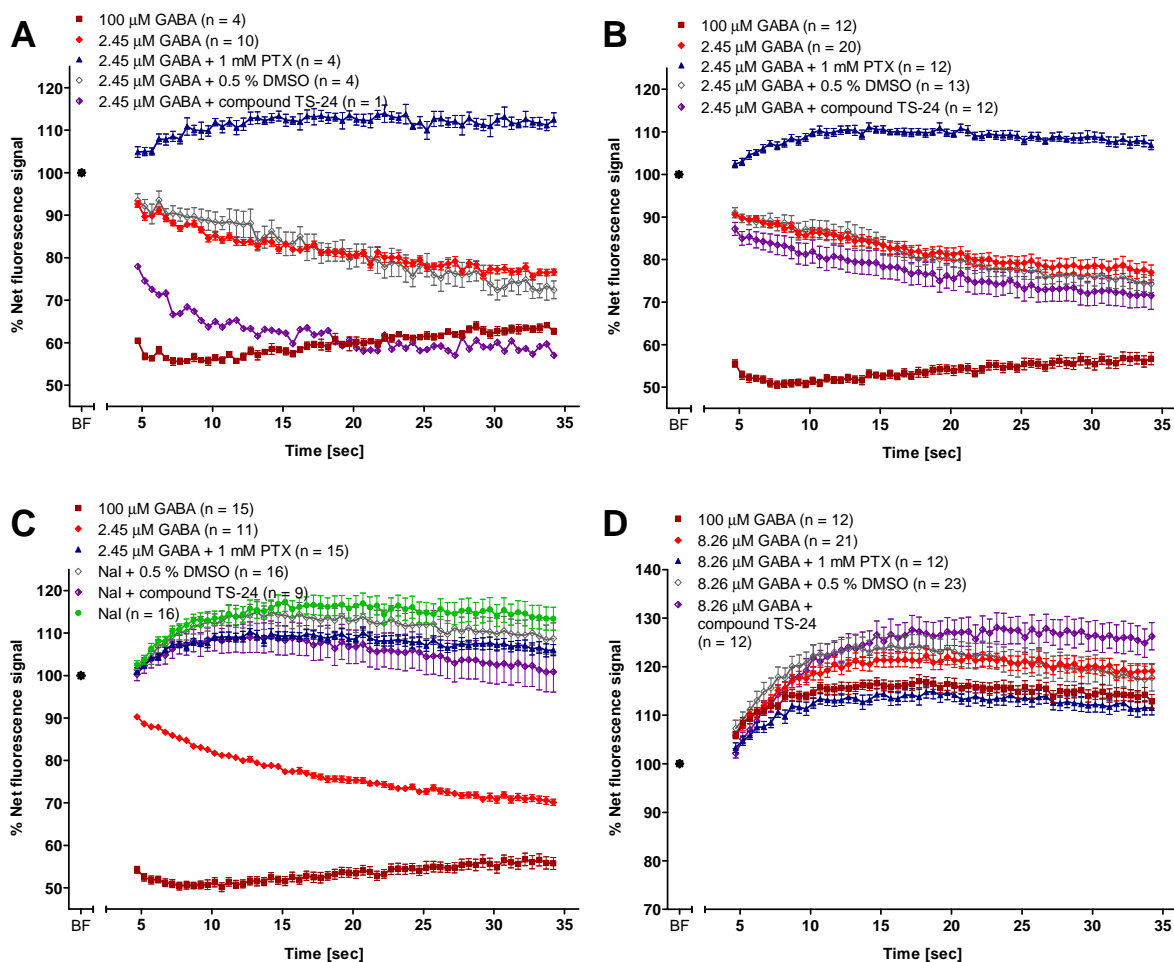 A
100 µM GABA (n = 4)
2.45 µM GABA (n = 10)
2.45 µM GABA + 1 mM PTX (n = 4)
2.45 µM GABA + 0.5 % DMSO (n = 4)
2.45 µM GABA + compound TS-24 (n = 1)
120
110
100
90
80
70
60
50
% Net fluorescence signal
BF
5
10
15
20
25
30
35
Time [sec]
B
100 µM GABA (n = 12)
2.45 µM GABA (n = 20)
2.45 µM GABA + 1 mM PTX (n = 12)
2.45 µM GABA + 0.5 % DMSO (n = 13)
2.45 µM GABA + compound TS-24 (n = 12)
120
110
100
90
80
70
60
50
% Net fluorescence signal
BF
5
10
15
20
25
30
35
Time [sec]
C
100 µM GABA (n = 15)
2.45 µM GABA (n = 11)
2.45 µM GABA + 1 mM PTX (n = 15)
NaI + 0.5 % DMSO (n = 16)
NaI + compound TS-24 (n = 9)
NaI (n = 16)
120
110
100
90
80
70
60
50
% Net fluorescence signal
BF
5
10
15
20
25
30
35
Time [sec]
D
100 µM GABA (n = 12)
8.26 µM GABA (n = 21)
8.26 µM GABA + 1 mM PTX (n = 12)
8.26 µM GABA + 0.5 % DMSO (n = 23)
8.26 µM GABA +
compound TS-24
(n = 12)
140
130
120
110
100
90
80
70
% Net fluorescence signal
BF
5
10
15
20
25
30
35
Time [sec]